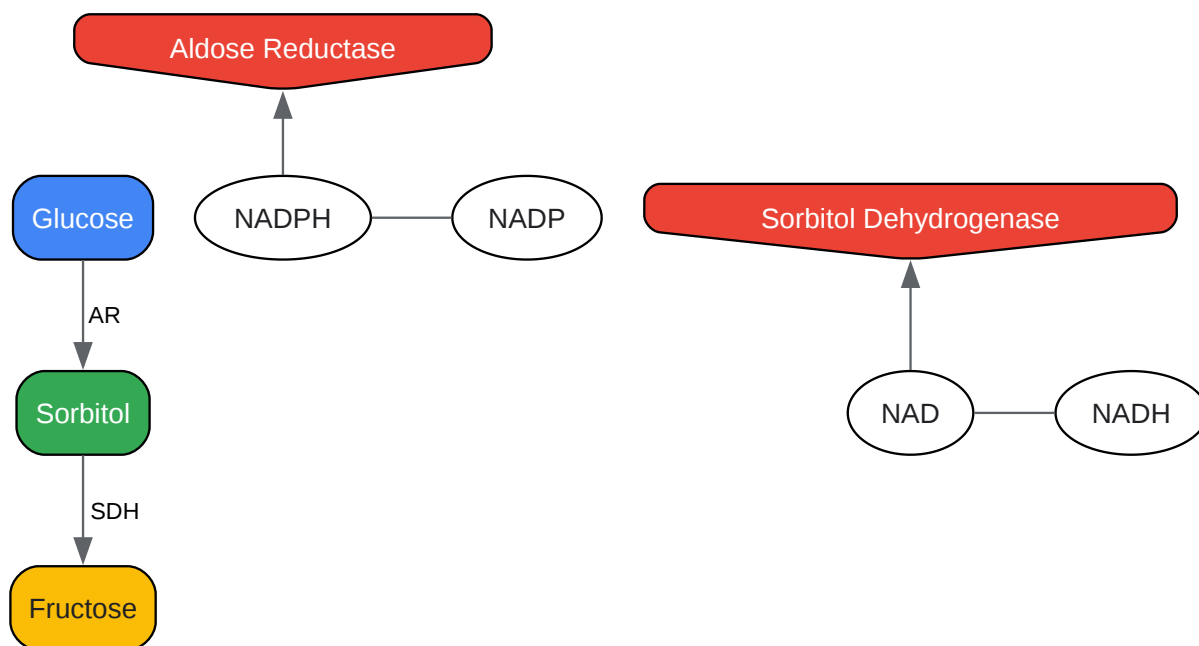 Aldose Reductase
Glucose
NADPH
NADP
Sorbitol Dehydrogenase
AR
Sorbitol
NAD
NADH
SDH
Fructose